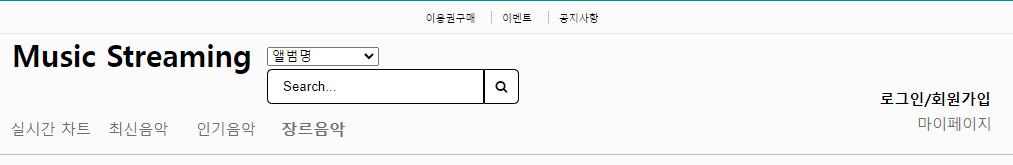 이용권구매 이벤트 공지사항
Music Streaming
앨범명
Search...
로그인/회원가입
마이페이지
실시간 차트 최신음악 인기음악 장르음악